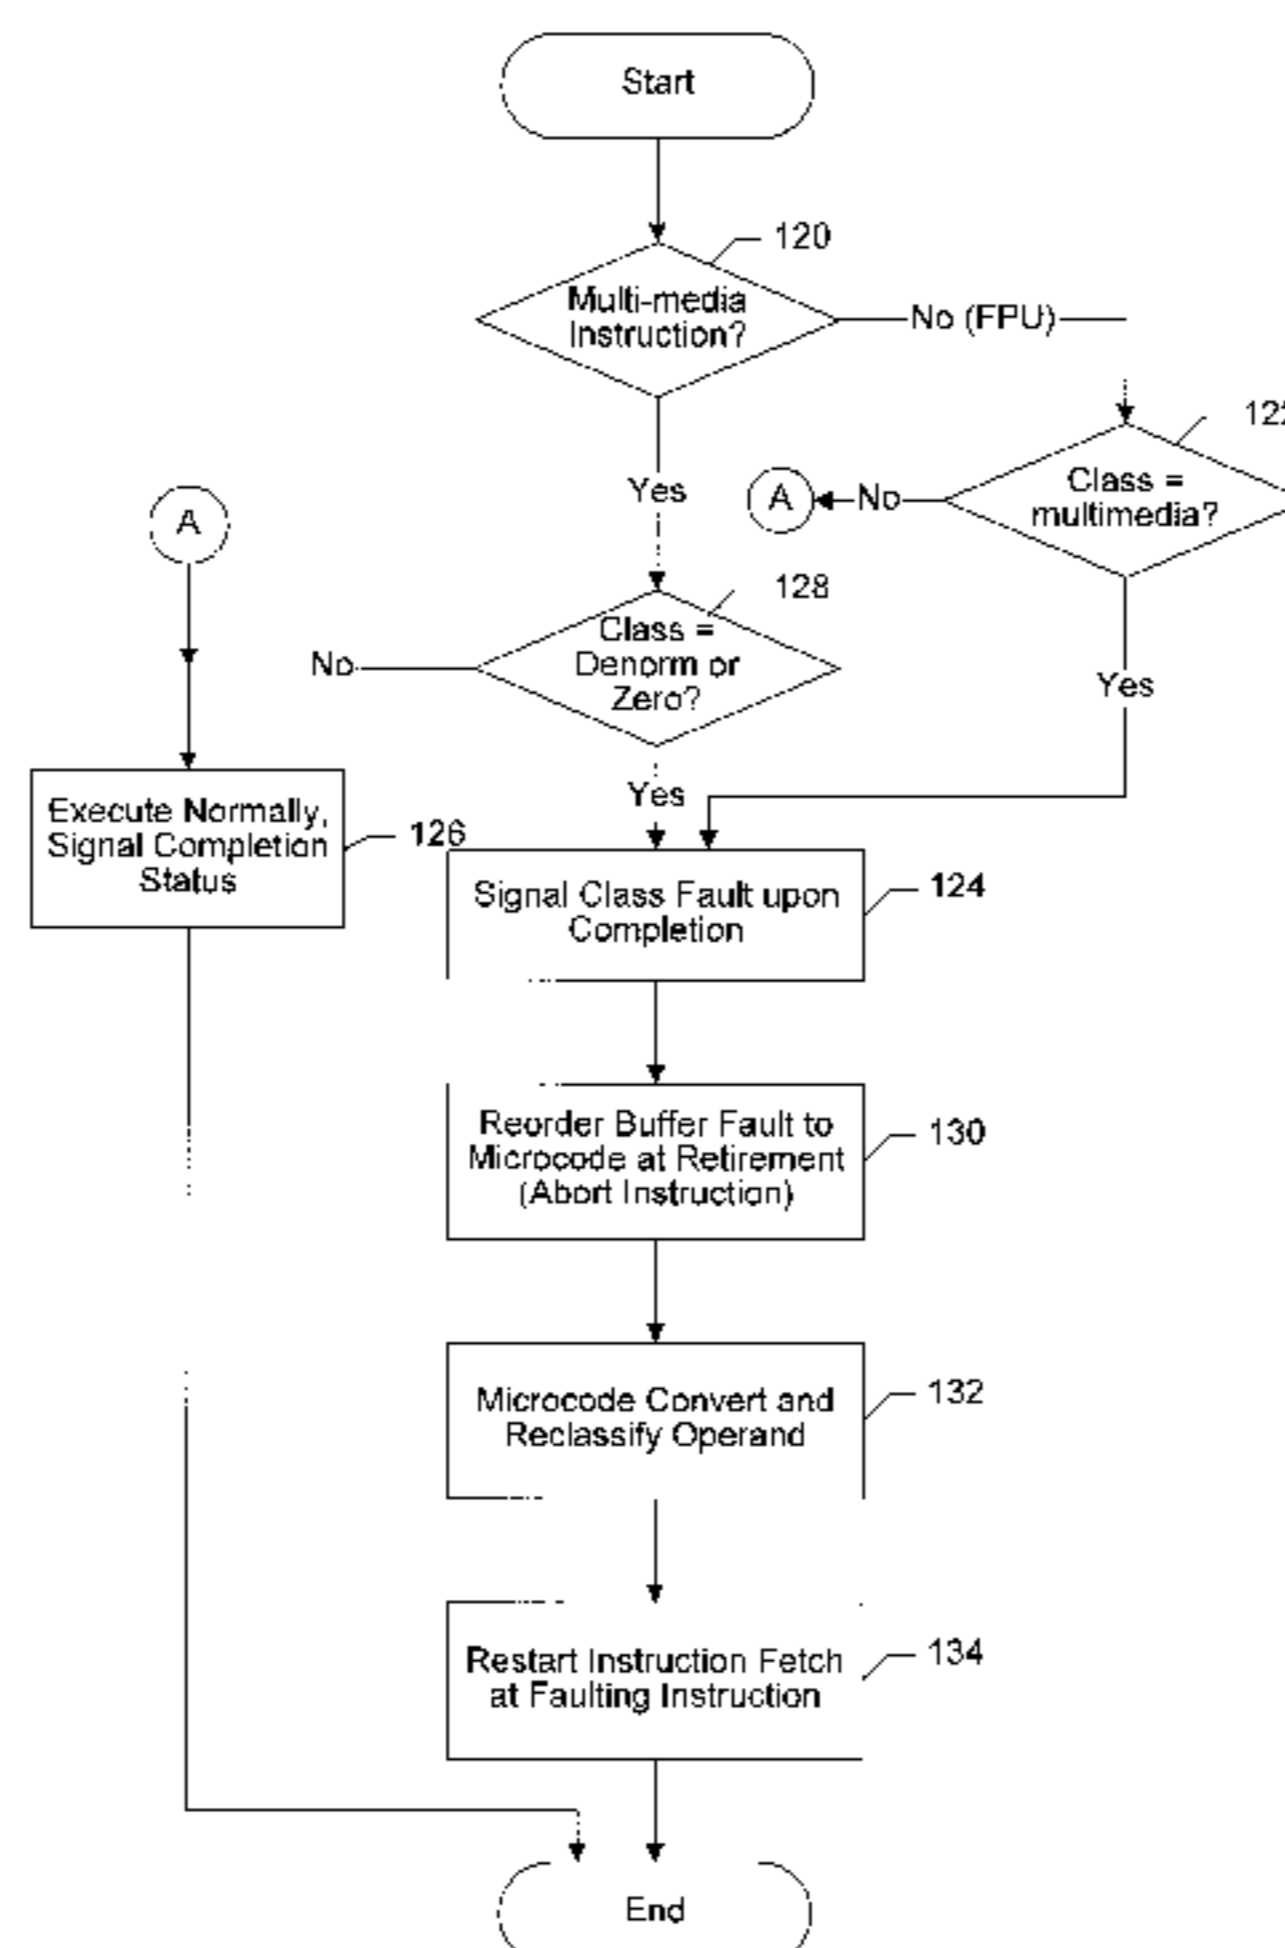 Start
120
Multi-media
Instruction?
No (FPU)
122
Class =
multimedia?
No
A
Yes
A
128
Class =
Denorm or
Zero?
No
Yes
Yes
Execute Normally,
Signal Completion
Status
126
Signal Class Fault upon
Completion
124
Reorder Buffer Fault to
Microcode at Retirement
(Abort Instruction)
130
Microcode Convert and
Reclassify Operand
132
Restart Instruction Fetch
at Faulting Instruction
134
End